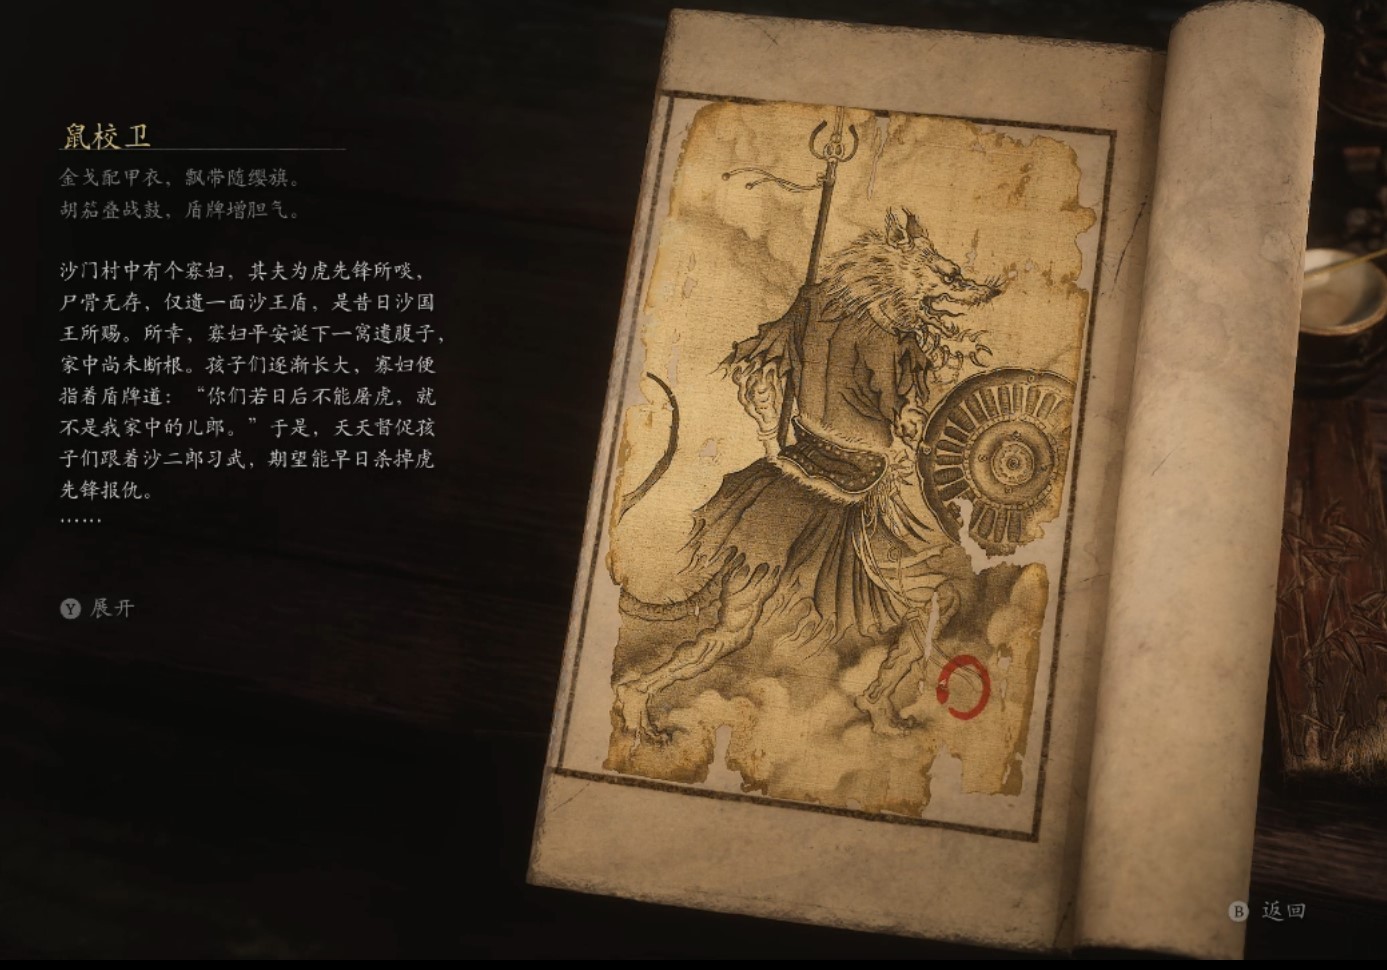 鼠校卫
金戈配甲衣，飘带随缨旗。
胡笳叠战鼓，盾牌增胆气。
沙门村中有个寡妇，其夫为虎先锋所啖，
尸骨无存，仅遗一面沙王盾，是昔日沙国
王所赐。所幸，寡妇平安诞下一窝遗腹子，
家中尚未断根。孩子们逐渐长大，寡妇便
指着盾牌道：“你们若日后不能屠虎，就
不是我家中的儿郎。”于是，天天督促孩
子们跟着沙二郎习武，期望能早日杀掉虎
先锋报仇。
……
Y 展开
B 返回